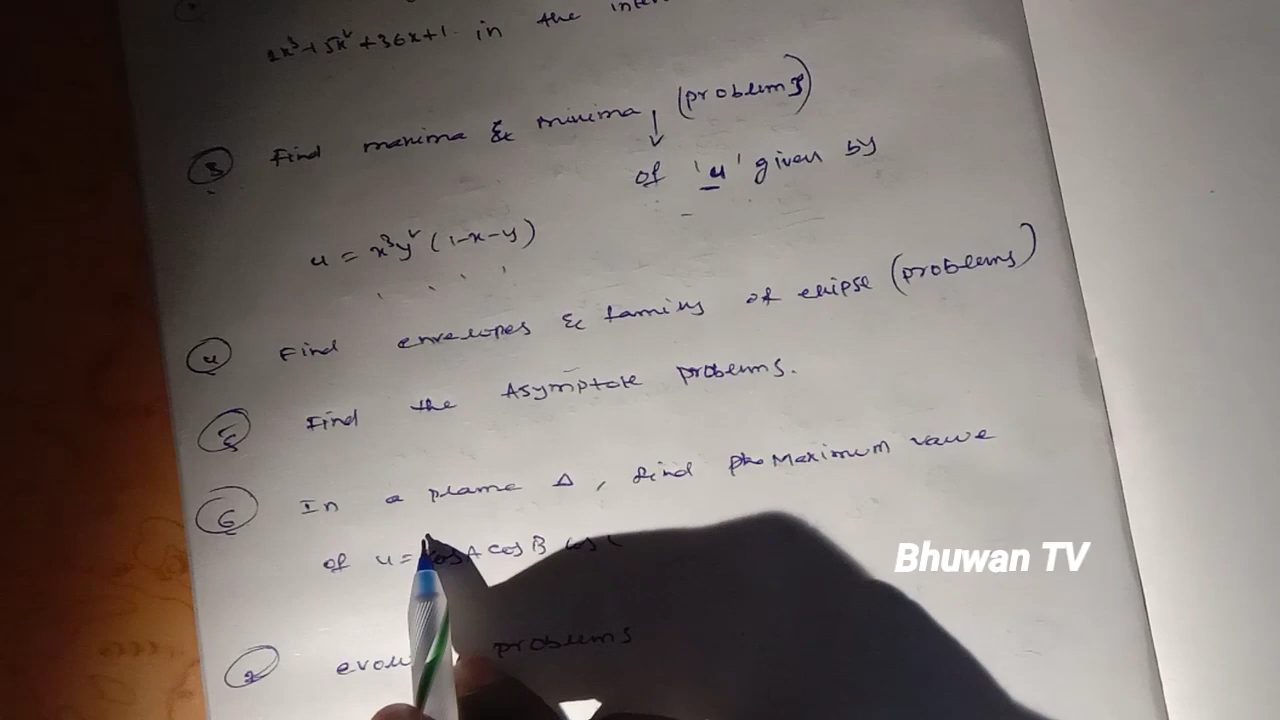 2x³+5x²+36x+1. in the
③ Find maxima & minima, (problems)
of 'u' given by
u = x³y² (1-x-y)
④ Find envelopes & family of ellipse (problems)
⑤ Find the Asymptote problems.
⑥ In a plane Δ, find the Maximum value
of u = cosA cosB cos C
problems
Bhuwan TV